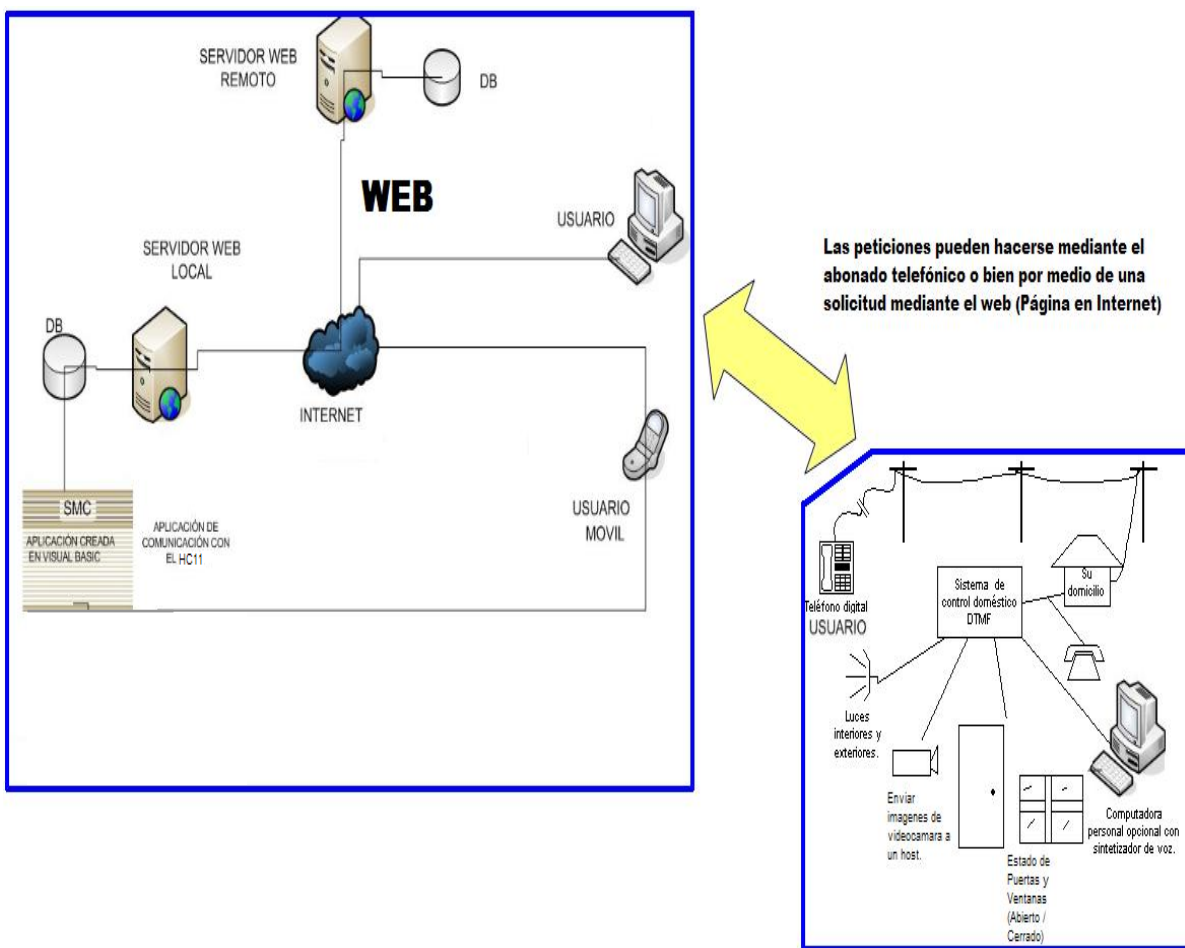 SERVIDOR WEB
REMOTO
DB
WEB
USUARIO
SERVIDOR WEB
LOCAL
DB
INTERNET
USUARIO
MOVIL
SMC
APLICACIÓN CREADA
EN VISUAL BASIC
APLICACIÓN DE
COMUNICACIÓN CON
EL HC11
Las peticiones pueden hacerse mediante el
abonado telefónico o bien por medio de una
solicitud mediante el web (Página en Internet)
Teléfono digital
USUARIO
Sistema de
control doméstico
DTMF
Su
domicilio
Luces
interiores y
exteriores.
Enviar
imagenes de
videocamara a
un host.
Estado de
Puertas y
Ventanas
(Abierto /
Cerrado)
Computadora
personal opcional con
sintetizador de voz.